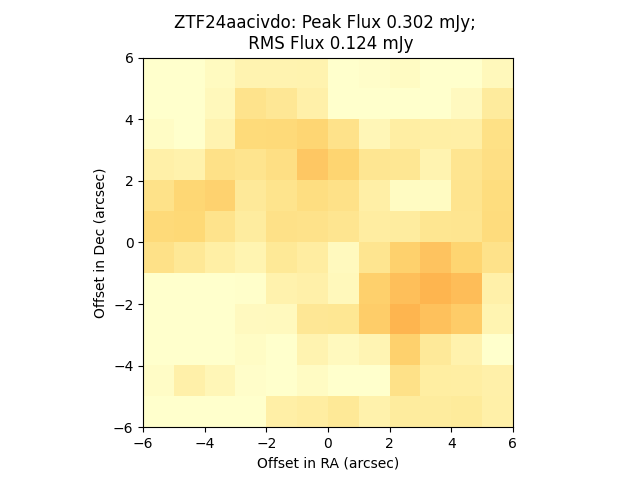 ZTF24aacivdo: Peak Flux 0.302 mJy;
RMS Flux 0.124 mJy
6
4
2
0
−2
−4
−6
Offset in Dec (arcsec)
−6 −4 −2 0 2 4 6
Offset in RA (arcsec)